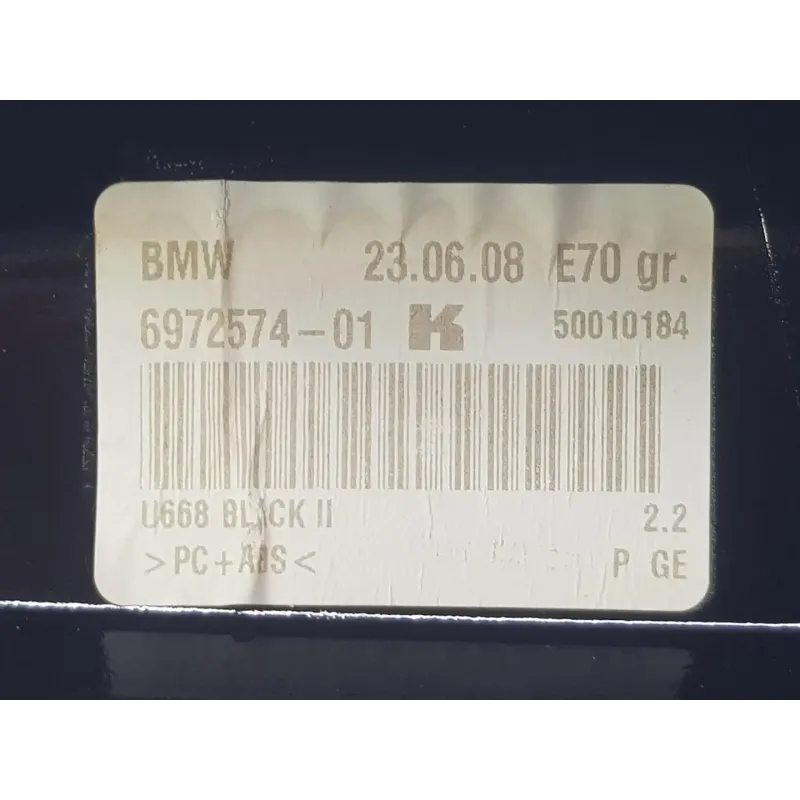 BMW 23.06.08 E70 gr.
6972574-01 K 50010184
U668 BLACK II 2.2
>PC+ABS< P GE